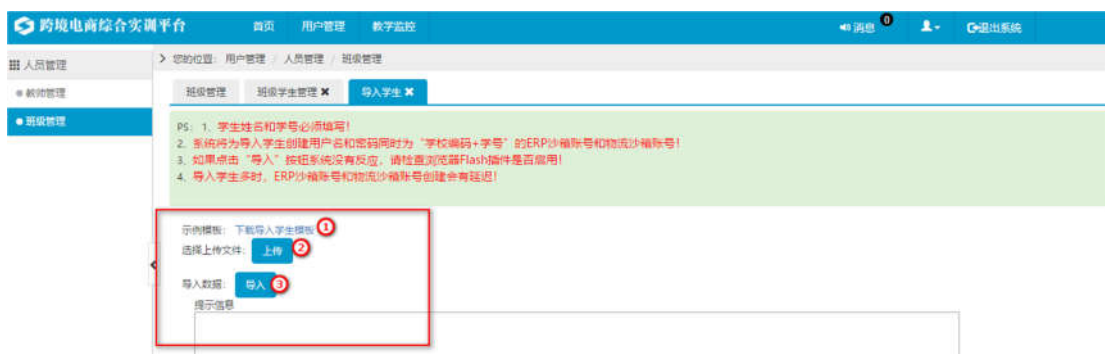 跨境电商综合实训平台 首页 用户管理 教学监控 消息 0 退出系统
人员管理
教师管理
班级管理
您的位置: 用户管理 / 人员管理 / 班级管理
班级管理 班级学生管理 ✖ 导入学生 ✖
PS: 1、学生姓名和学号必须填写!
2、系统将为导入学生创建用户名和密码同时为“学校编码+学号”的ERP沙箱账号和物流沙箱账号!
3、如果点击“导入”按钮系统没有反应,请检查浏览器Flash插件是否启用!
4、导入学生多时,ERP沙箱账号和物流沙箱账号创建会有延迟!
示例模板: 下载导入学生模板 1
选择上传文件: 上传 2
导入数据: 导入 3
提示信息